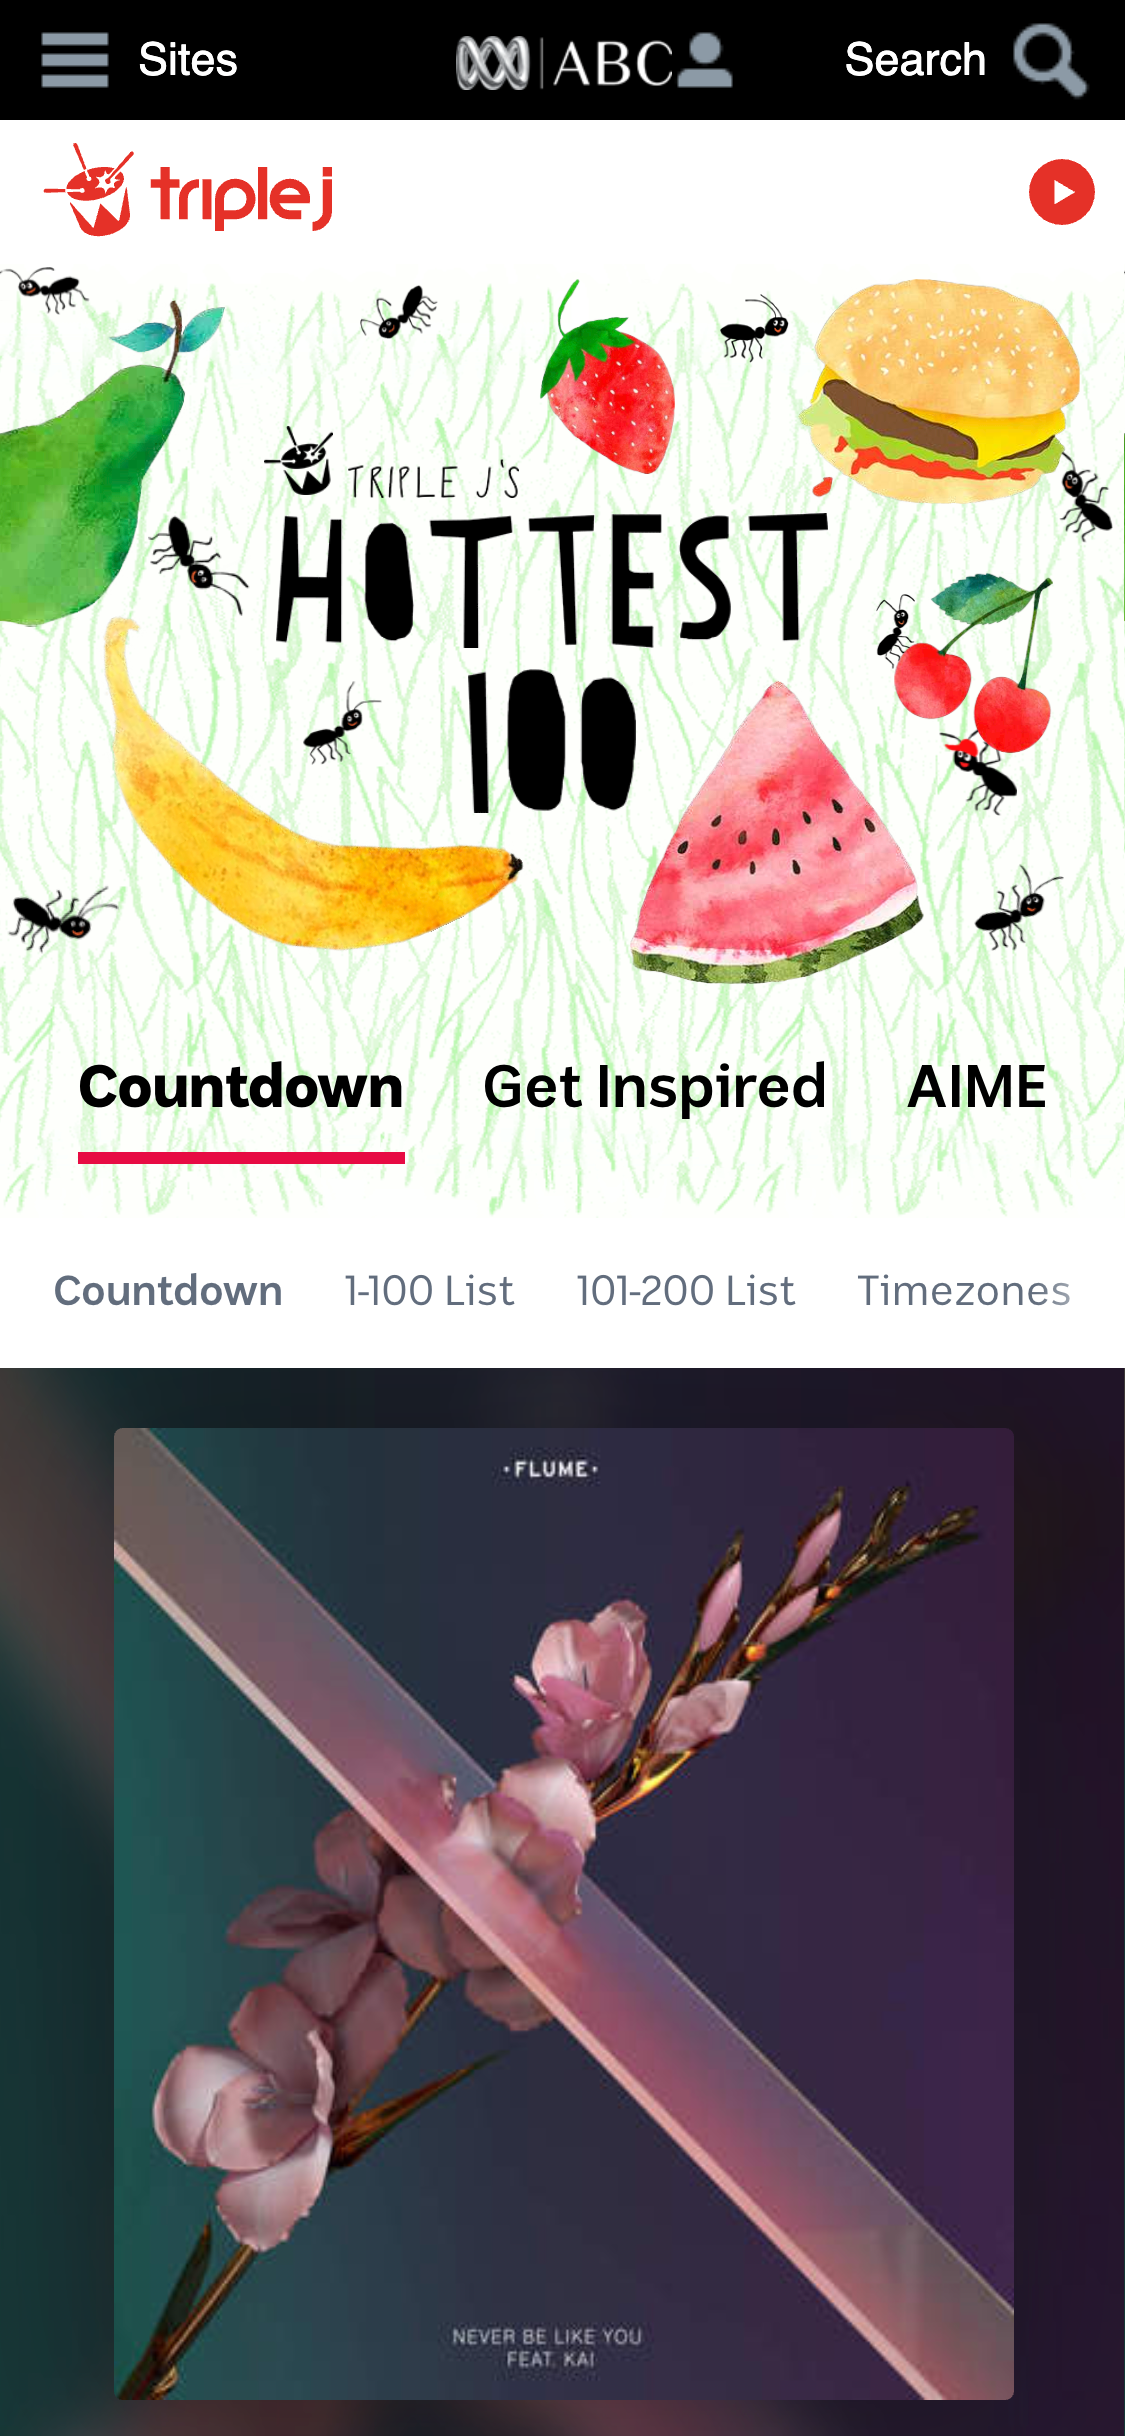 Sites
ABC
Search
triple j
TRIPLE J'S
HOTTEST
100
Countdown
Get Inspired
AIME
Countdown
1-100 List
101-200 List
Timezones
·FLUME·
NEVER BE LIKE YOU
FEAT. KAI